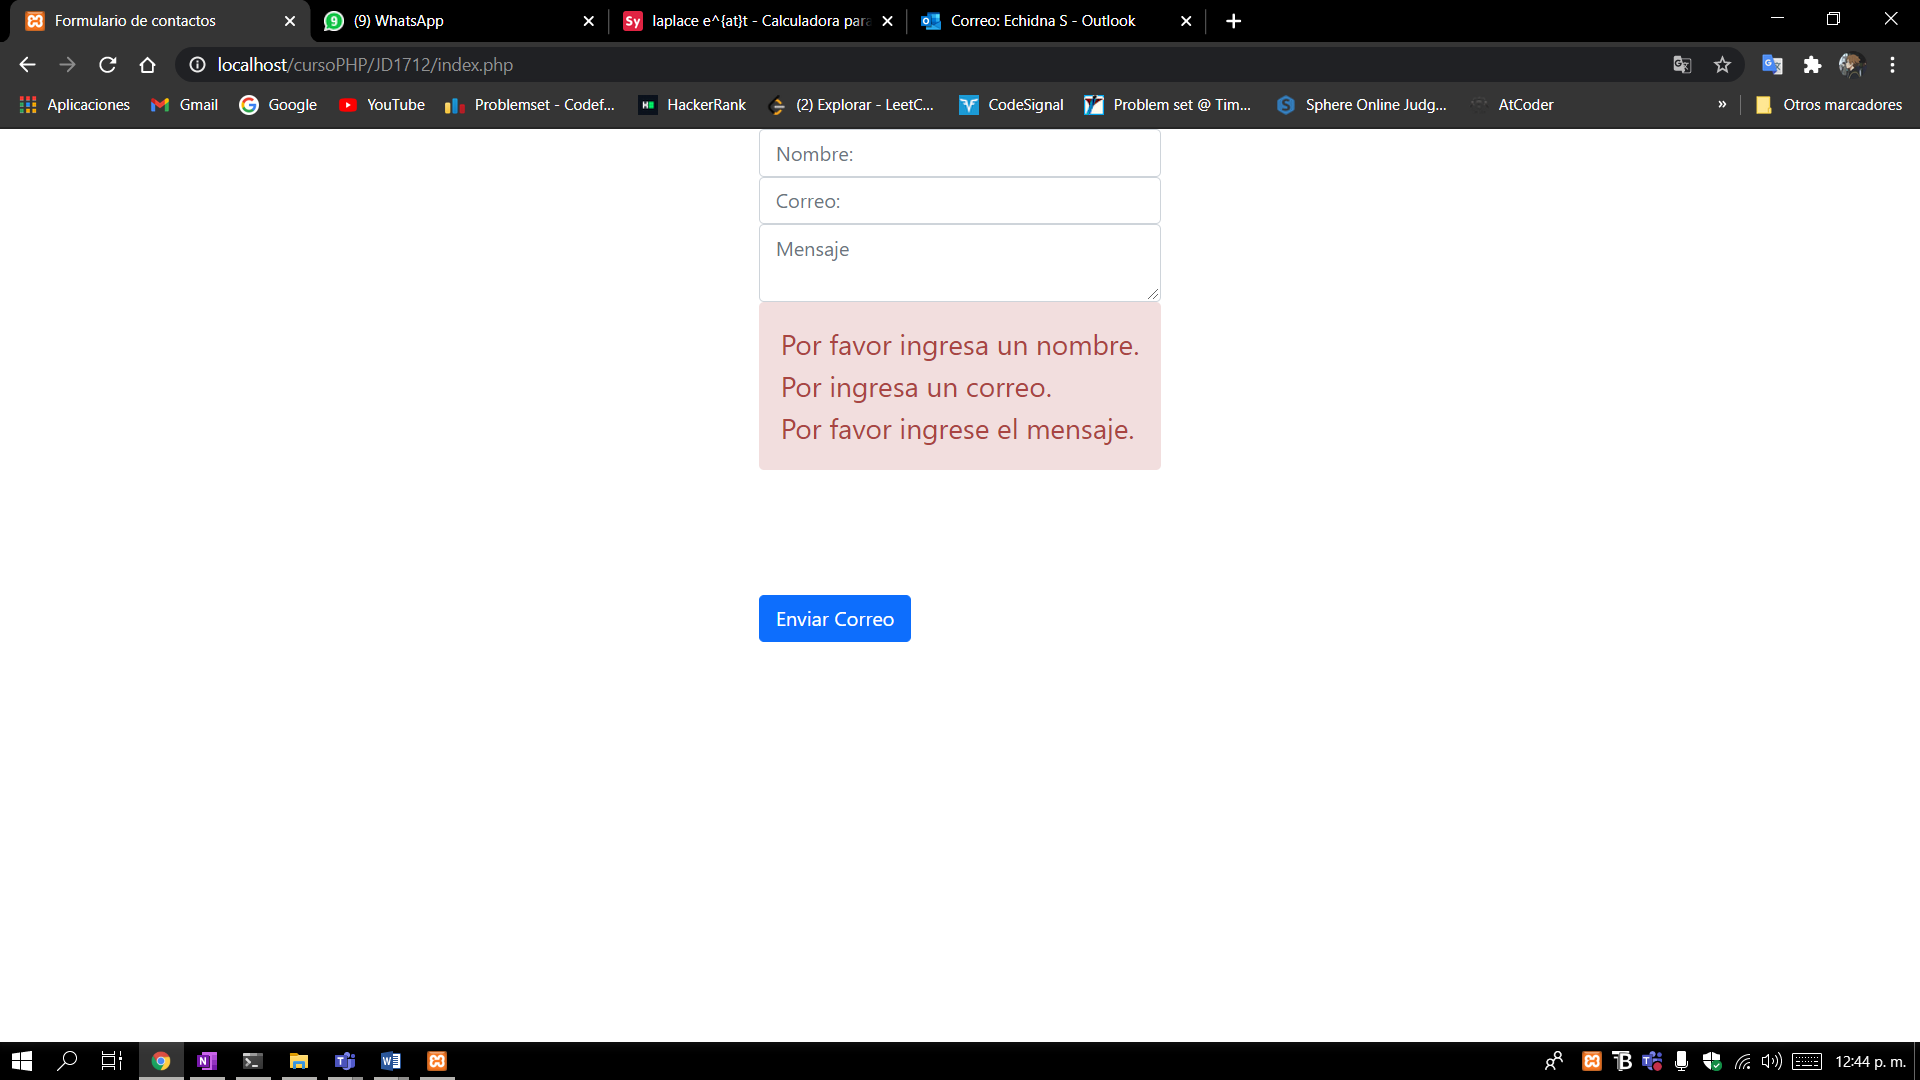 Formulario de contactos
(9) WhatsApp
Sy laplace e^{at}t - Calculadora para
Correo: Echidna S - Outlook
localhost/cursoPHP/JD1712/index.php
Aplicaciones Gmail Google YouTube Problemset - Codef... HackerRank (2) Explorar - LeetC... CodeSignal Problem set @ Tim... Sphere Online Judg... AtCoder » Otros marcadores
Nombre:
Correo:
Mensaje
Por favor ingresa un nombre.
Por ingresa un correo.
Por favor ingrese el mensaje.
Enviar Correo
12:44 p. m.